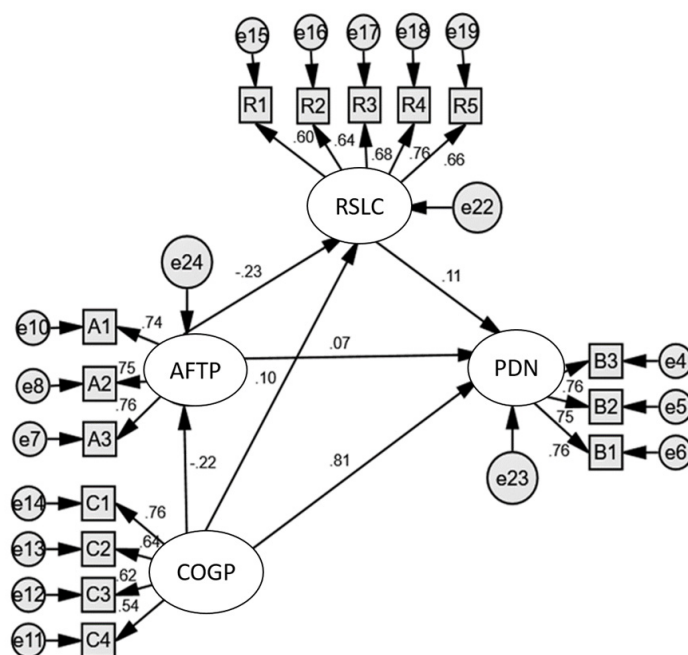 e15 e16 e17 e18 e19
R1 R2 R3 R4 R5
.60 .64 .68 .76 .66
RSLC
e22
e24
-.23
.11
e10 A1 .74
.07
e8 A2 .75
AFTP
PDN
B3 e4
.76
B2 e5
e7 A3 .76
.10
.75
.76
B1 e6
-.22
.81
e23
e14 C1 .76
e13 C2 .64
COGP
e12 C3 .62
.54
e11 C4